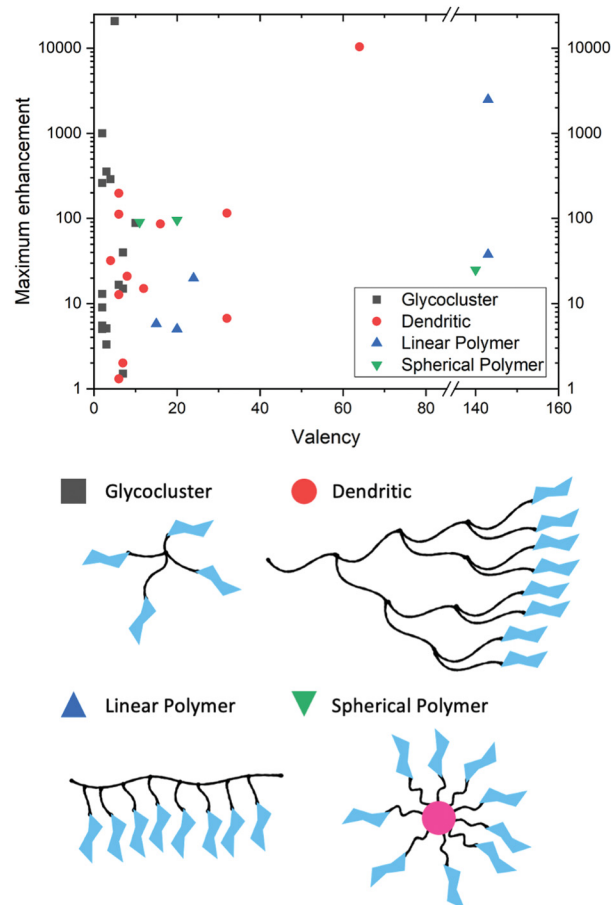 10000
1000
100
10
1
10000
1000
100
10
1
Maximum enhancement
Glycocluster
Dendritic
Linear Polymer
Spherical Polymer
0 20 40 60 80 140 160
Valency
Glycocluster Dendritic
Linear Polymer Spherical Polymer